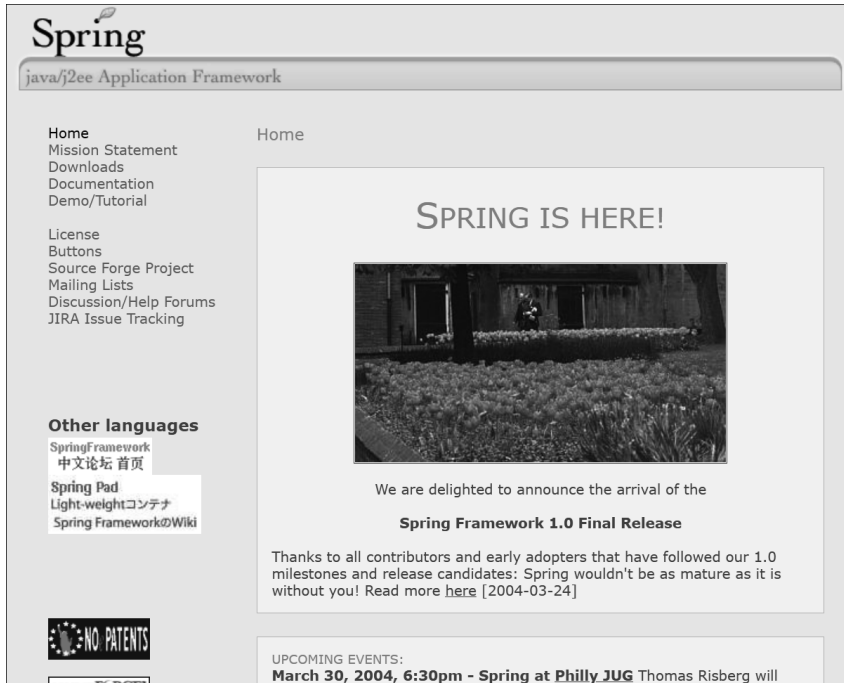 Spring
java/j2ee Application Framework
Home
Mission Statement
Downloads
Documentation
Demo/Tutorial
License
Buttons
Source Forge Project
Mailing Lists
Discussion/Help Forums
JIRA Issue Tracking
Other languages
SpringFramework
中文论坛 首页
Spring Pad
Light-weightコンテナ
Spring FrameworkのWiki
NO PATENTS
Home
SPRING IS HERE!
We are delighted to announce the arrival of the
Spring Framework 1.0 Final Release
Thanks to all contributors and early adopters that have followed our 1.0
milestones and release candidates: Spring wouldn't be as mature as it is
without you! Read more here [2004-03-24]
UPCOMING EVENTS:
March 30, 2004, 6:30pm - Spring at Philly JUG Thomas Risberg will